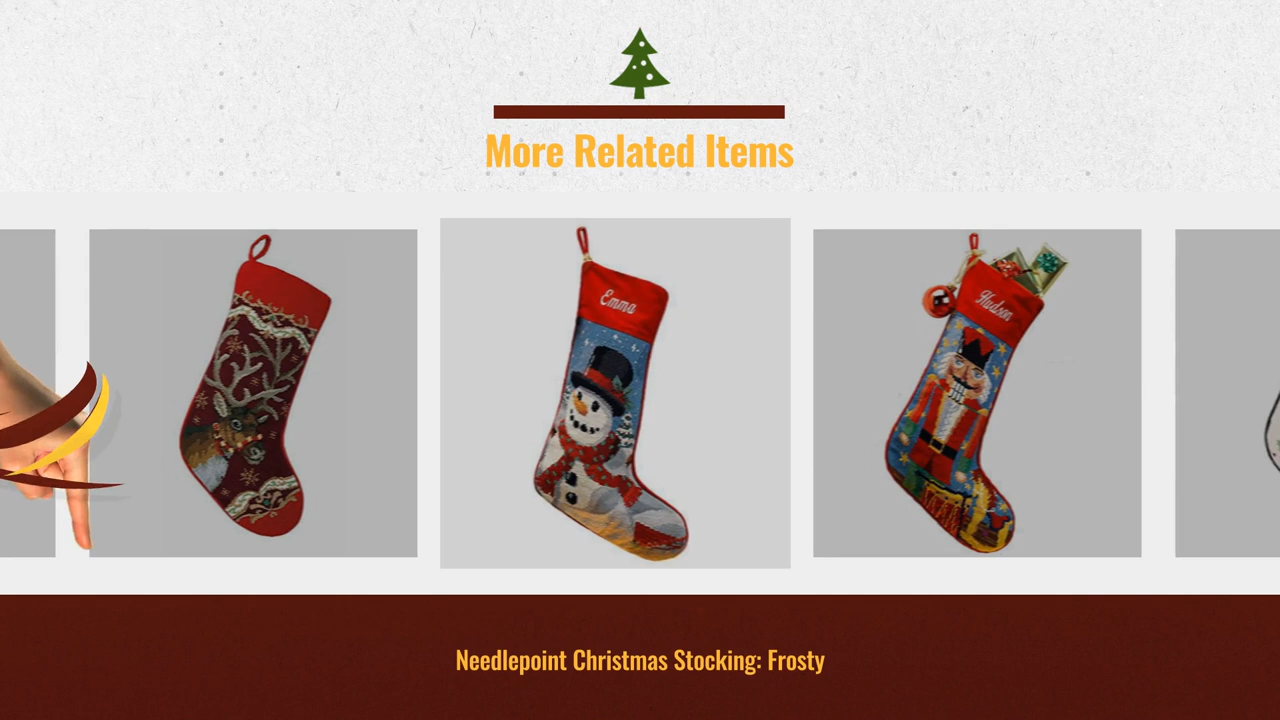 More Related Items
Emma
Hudson
Needlepoint Christmas Stocking: Frosty